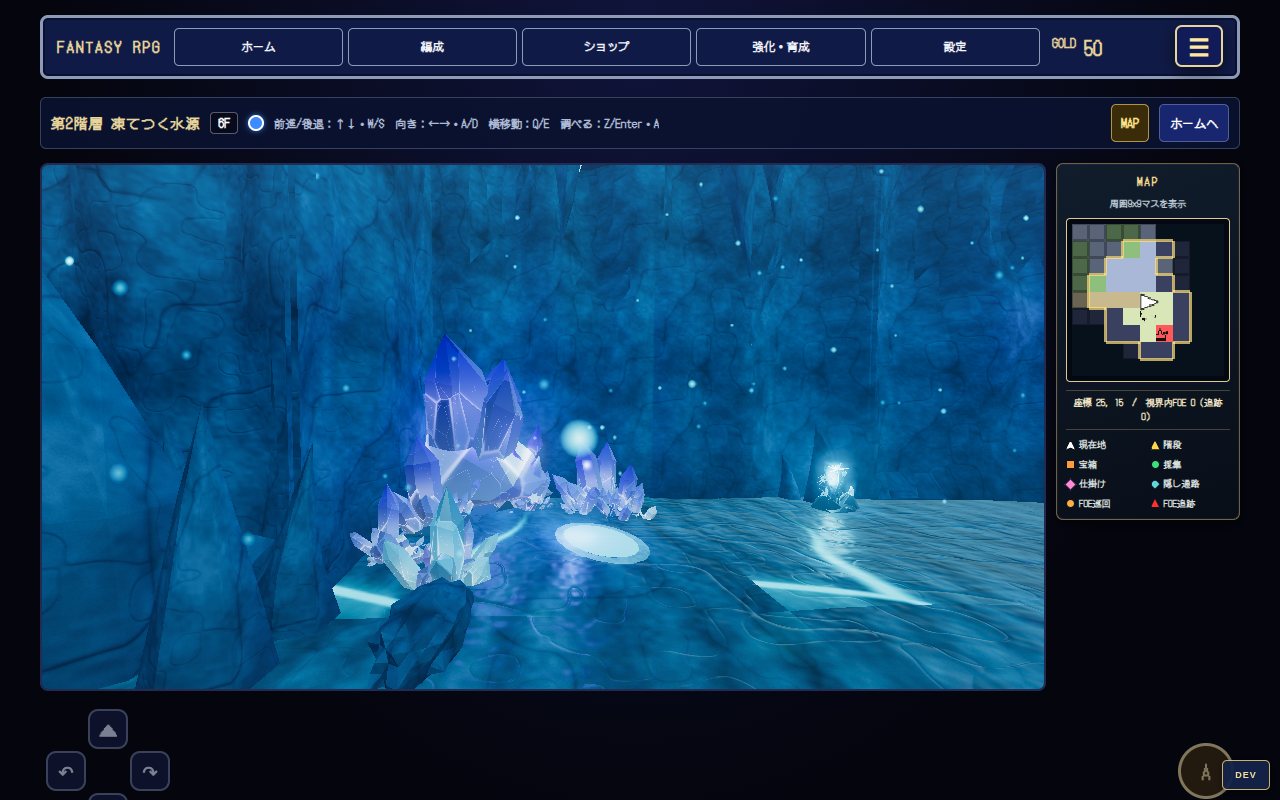 FANTASY RPG
ホーム
編成
ショップ
強化・育成
設定
GOLD 50
第2階層 凍てつく水源
6F
前進/後退：↑↓・W/S 向き：←→・A/D 横移動：Q/E 調べる：Z/Enter・A
MAP
ホームへ
MAP
周囲9x9マスを表示
座標 25, 15 / 視界内FOE 0 (追跡
0)
現在地
階段
宝箱
採集
仕掛け
隠し通路
FOE巡回
FOE追跡
A
DEV